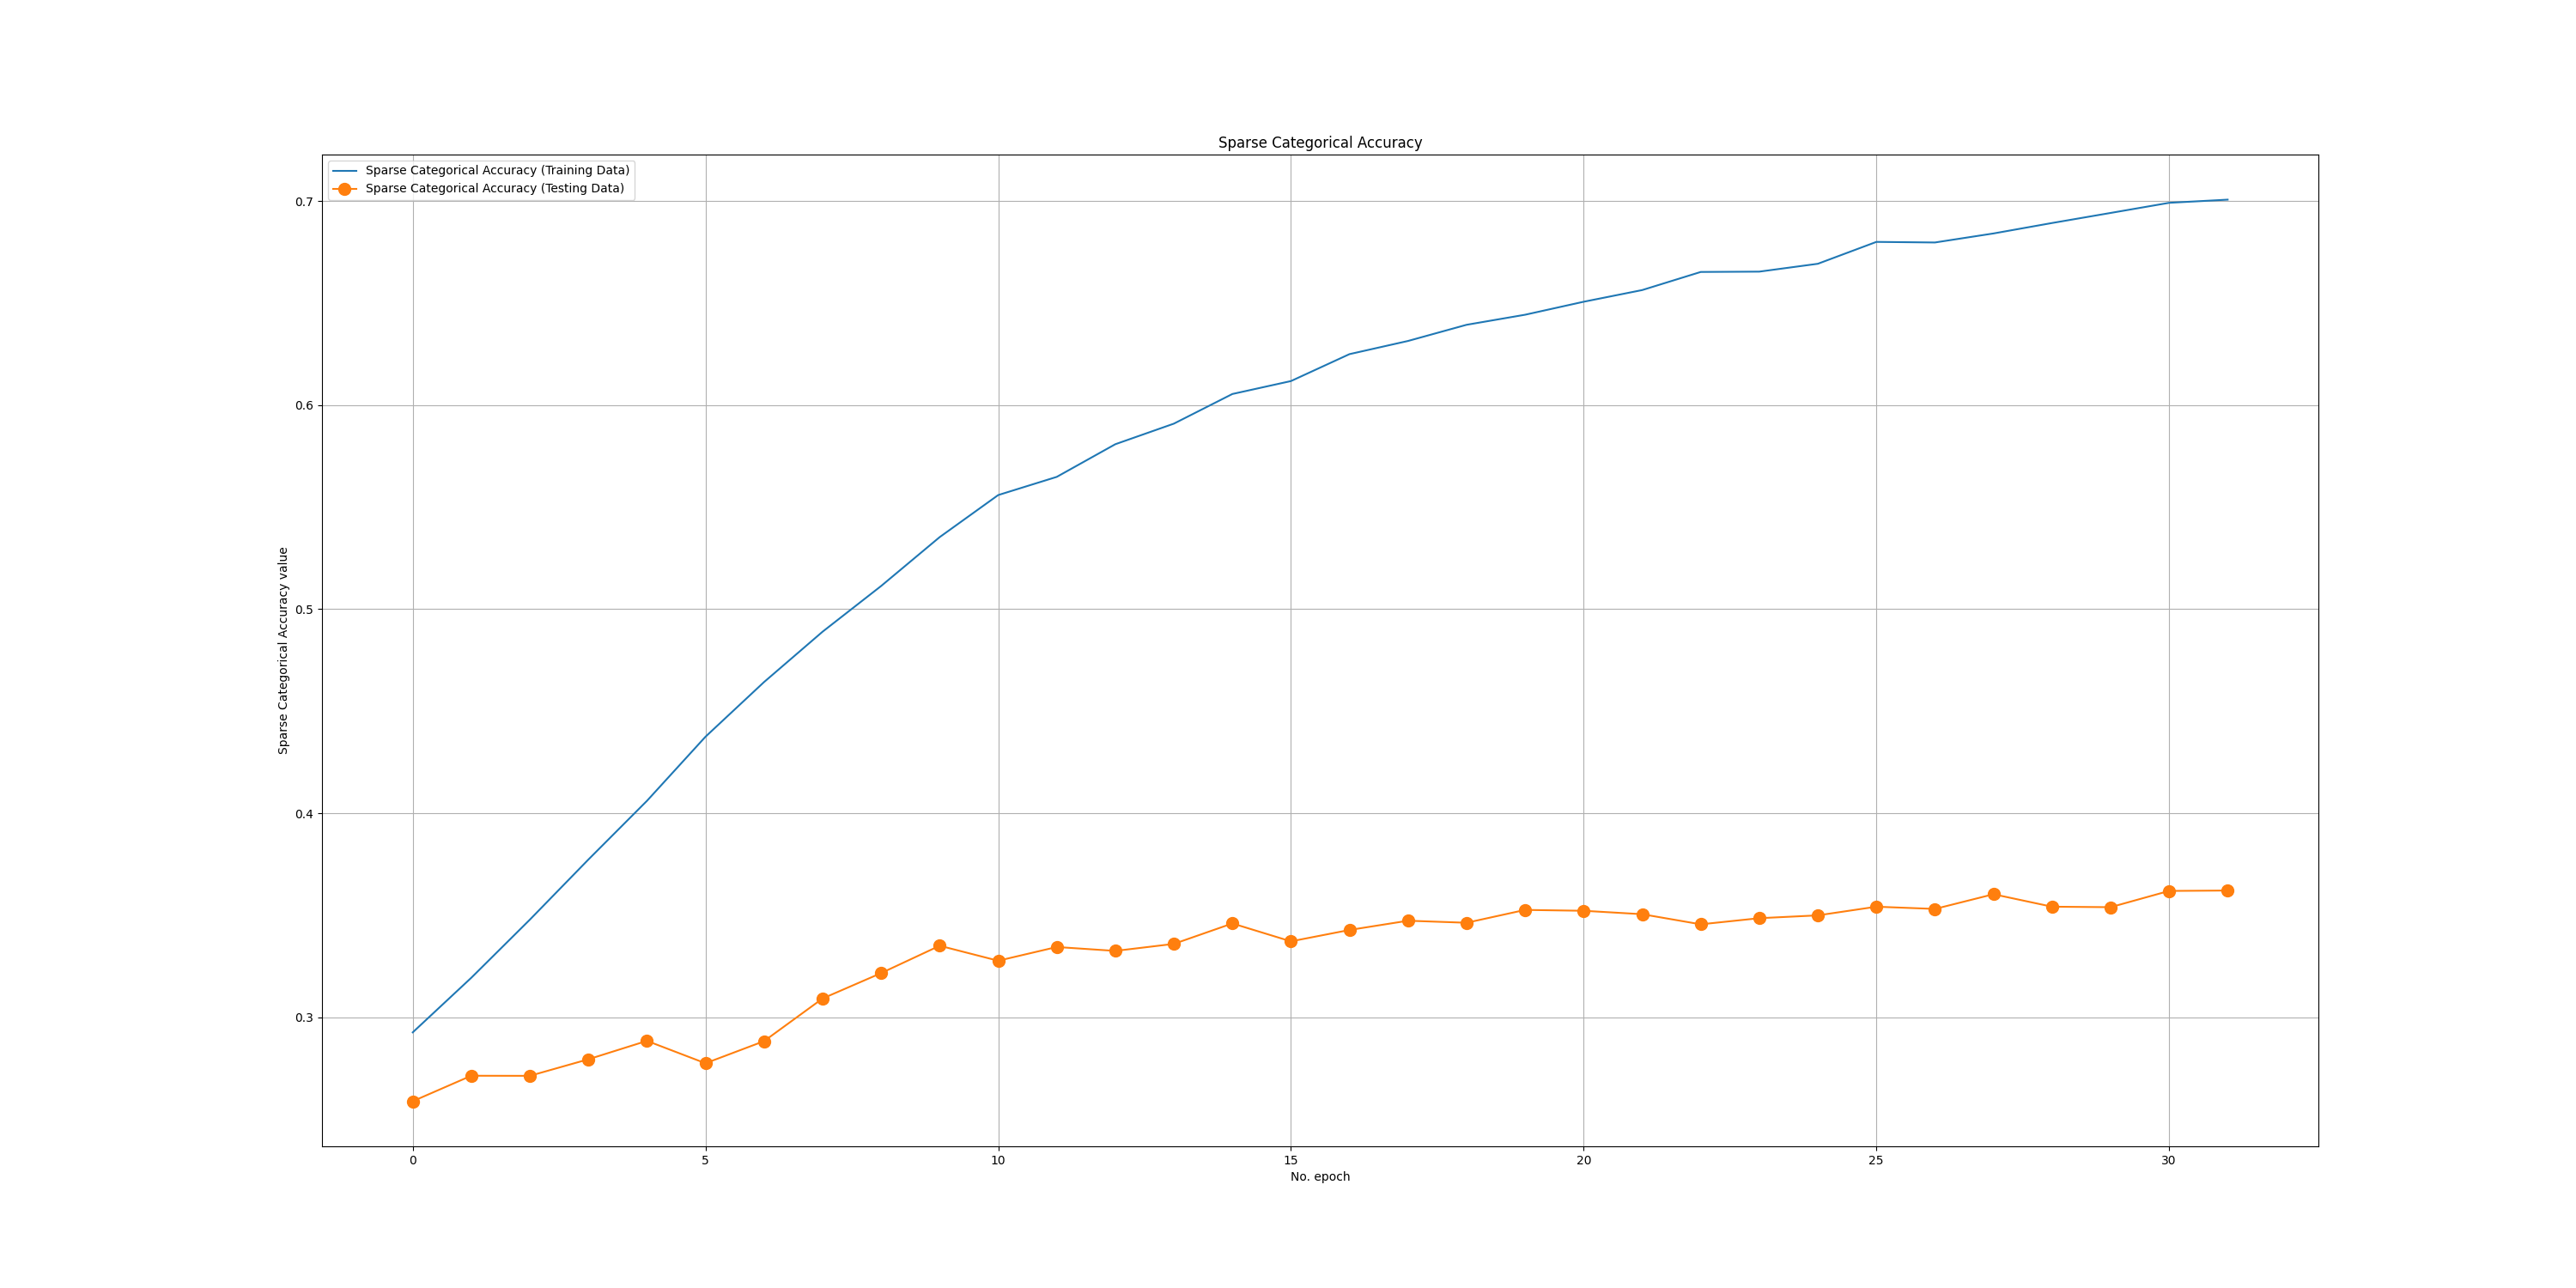 Sparse Categorical Accuracy
Sparse Categorical Accuracy (Training Data)
Sparse Categorical Accuracy (Testing Data)
Sparse Categorical Accuracy value
0.7
0.6
0.5
0.4
0.3
0 5 10 15 20 25 30
No. epoch